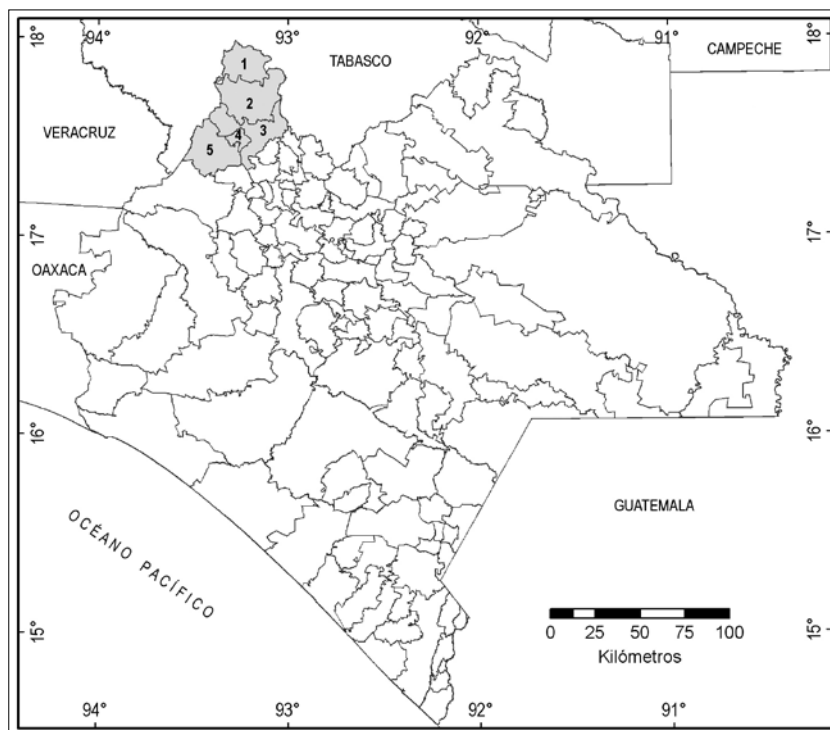 18°
94°
93°
92°
91°
18°
CAMPECHE
TABASCO
1
2
VERACRUZ
3
4
5
17°
17°
OAXACA
16°
16°
GUATEMALA
OCÉANO PACÍFICO
15°
15°
0 25 50 75 100
Kilómetros
94°
93°
92°
91°